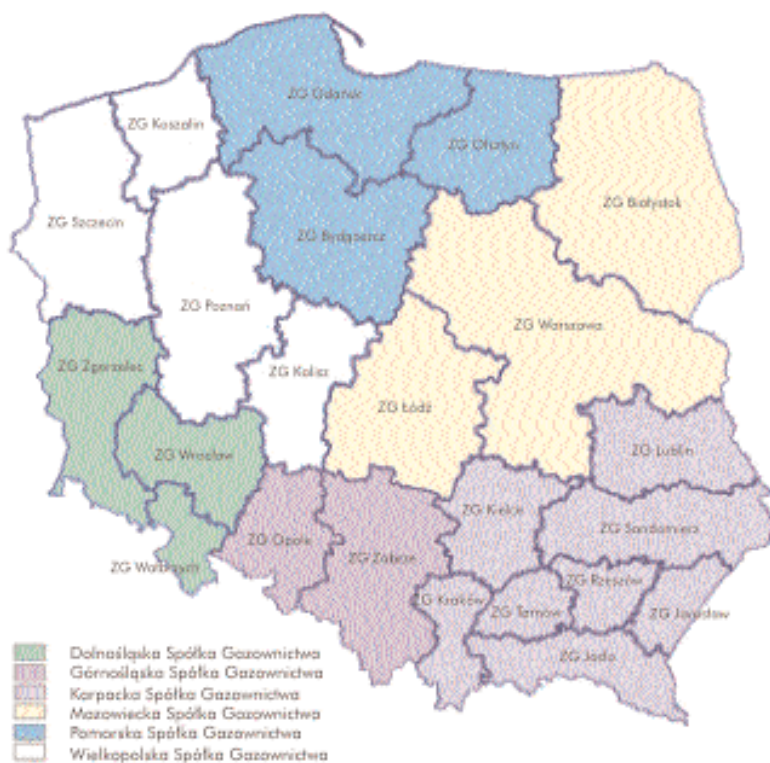 ZG Gdańsk
ZG Koszalin
ZG Olsztyn
ZG Szczecin
ZG Białystok
ZG Bydgoszcz
ZG Poznań
ZG Warszawa
ZG Zgorzelec
ZG Kalisz
ZG Łódź
ZG Wrocław
ZG Lublin
ZG Kielce
ZG Sandomierz
ZG Opole
ZG Zabrze
ZG Wałbrzych
ZG Kraków
ZG Tarnów
ZG Rzeszów
ZG Jarosław
ZG Jasło
Dolnośląska Spółka Gazownictwa
Górnośląska Spółka Gazownictwa
Karpacka Spółka Gazownictwa
Mazowiecka Spółka Gazownictwa
Pomorska Spółka Gazownictwa
Wielkopolska Spółka Gazownictwa